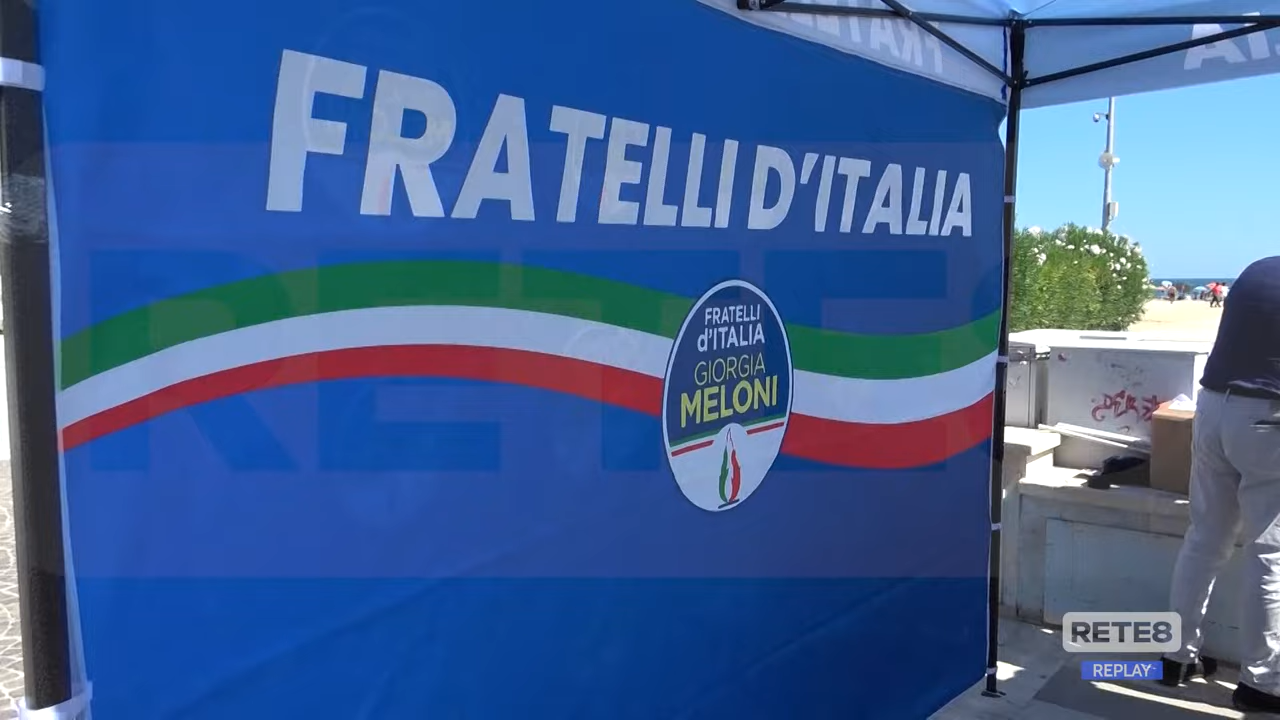 FRATELLI D'ITALIA
FRATELLI
d'ITALIA
GIORGIA
MELONI
RETE8
REPLAY